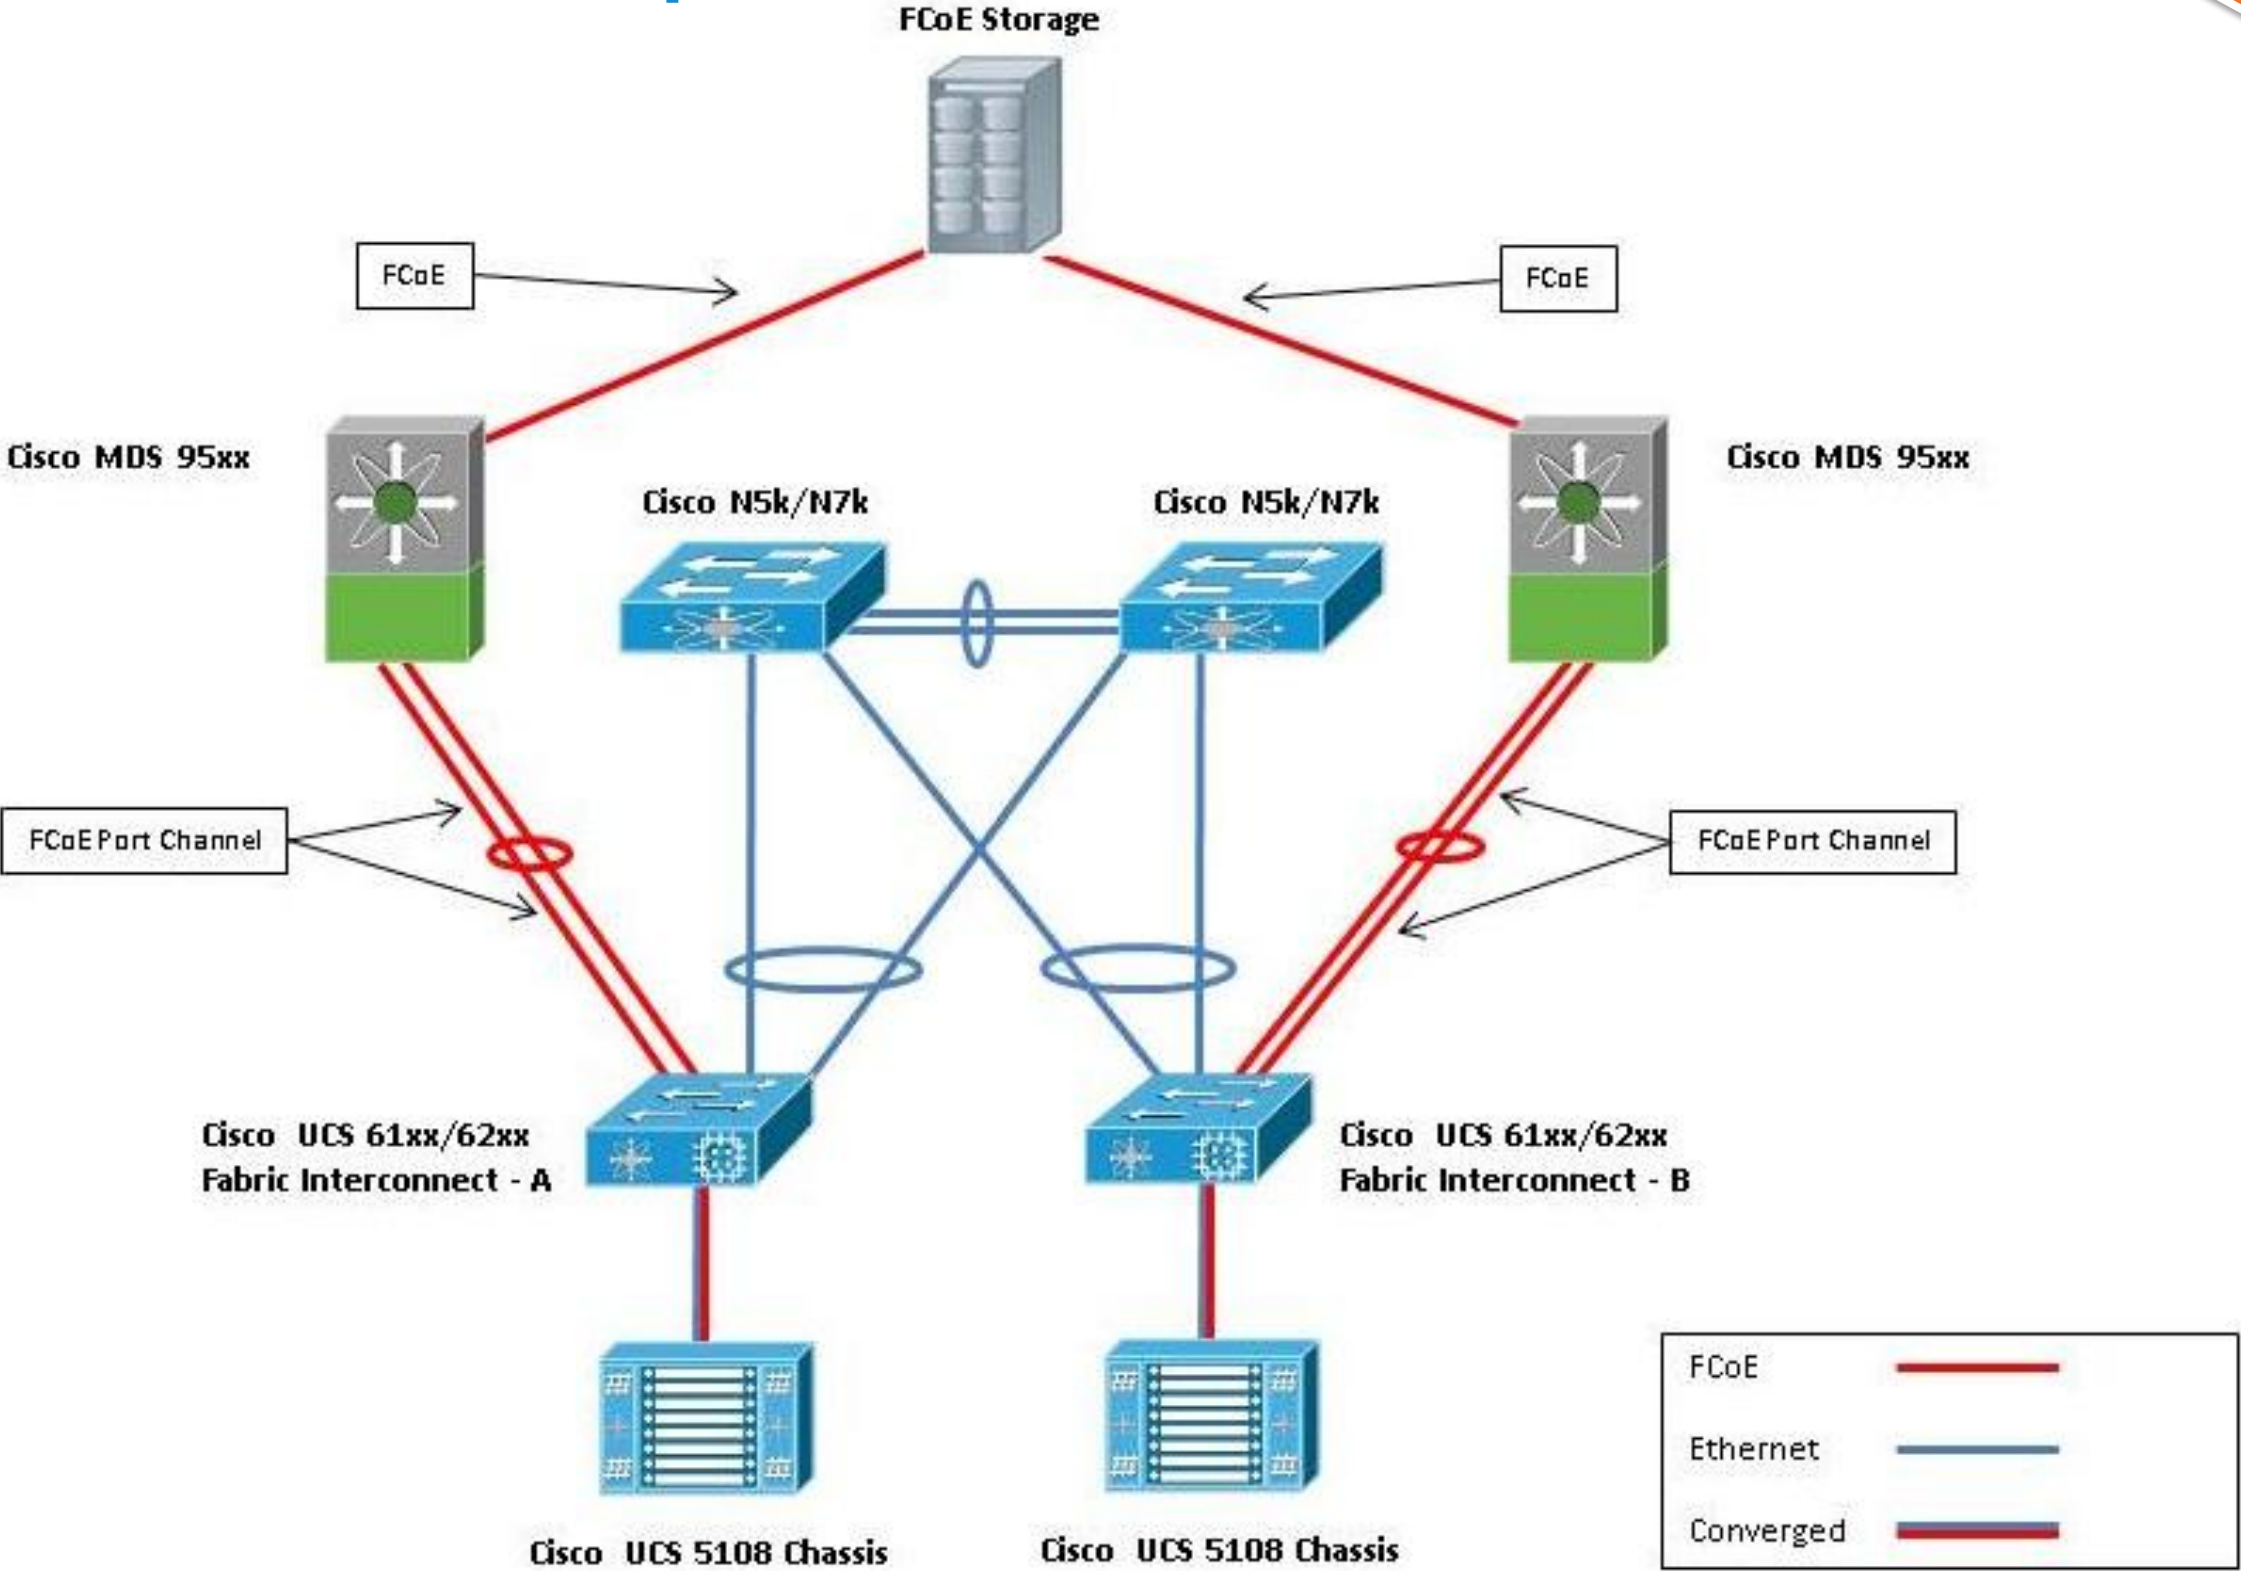 FCoE Storage
FCoE
FCoE
Cisco MDS 95xx
Cisco MDS 95xx
Cisco N5k/N7k
Cisco N5k/N7k
FCoE Port Channel
FCoE Port Channel
Cisco UCS 61xx/62xx
Fabric Interconnect - A
Cisco UCS 61xx/62xx
Fabric Interconnect - B
FCoE
Ethernet
Converged
Cisco UCS 5108 Chassis
Cisco UCS 5108 Chassis